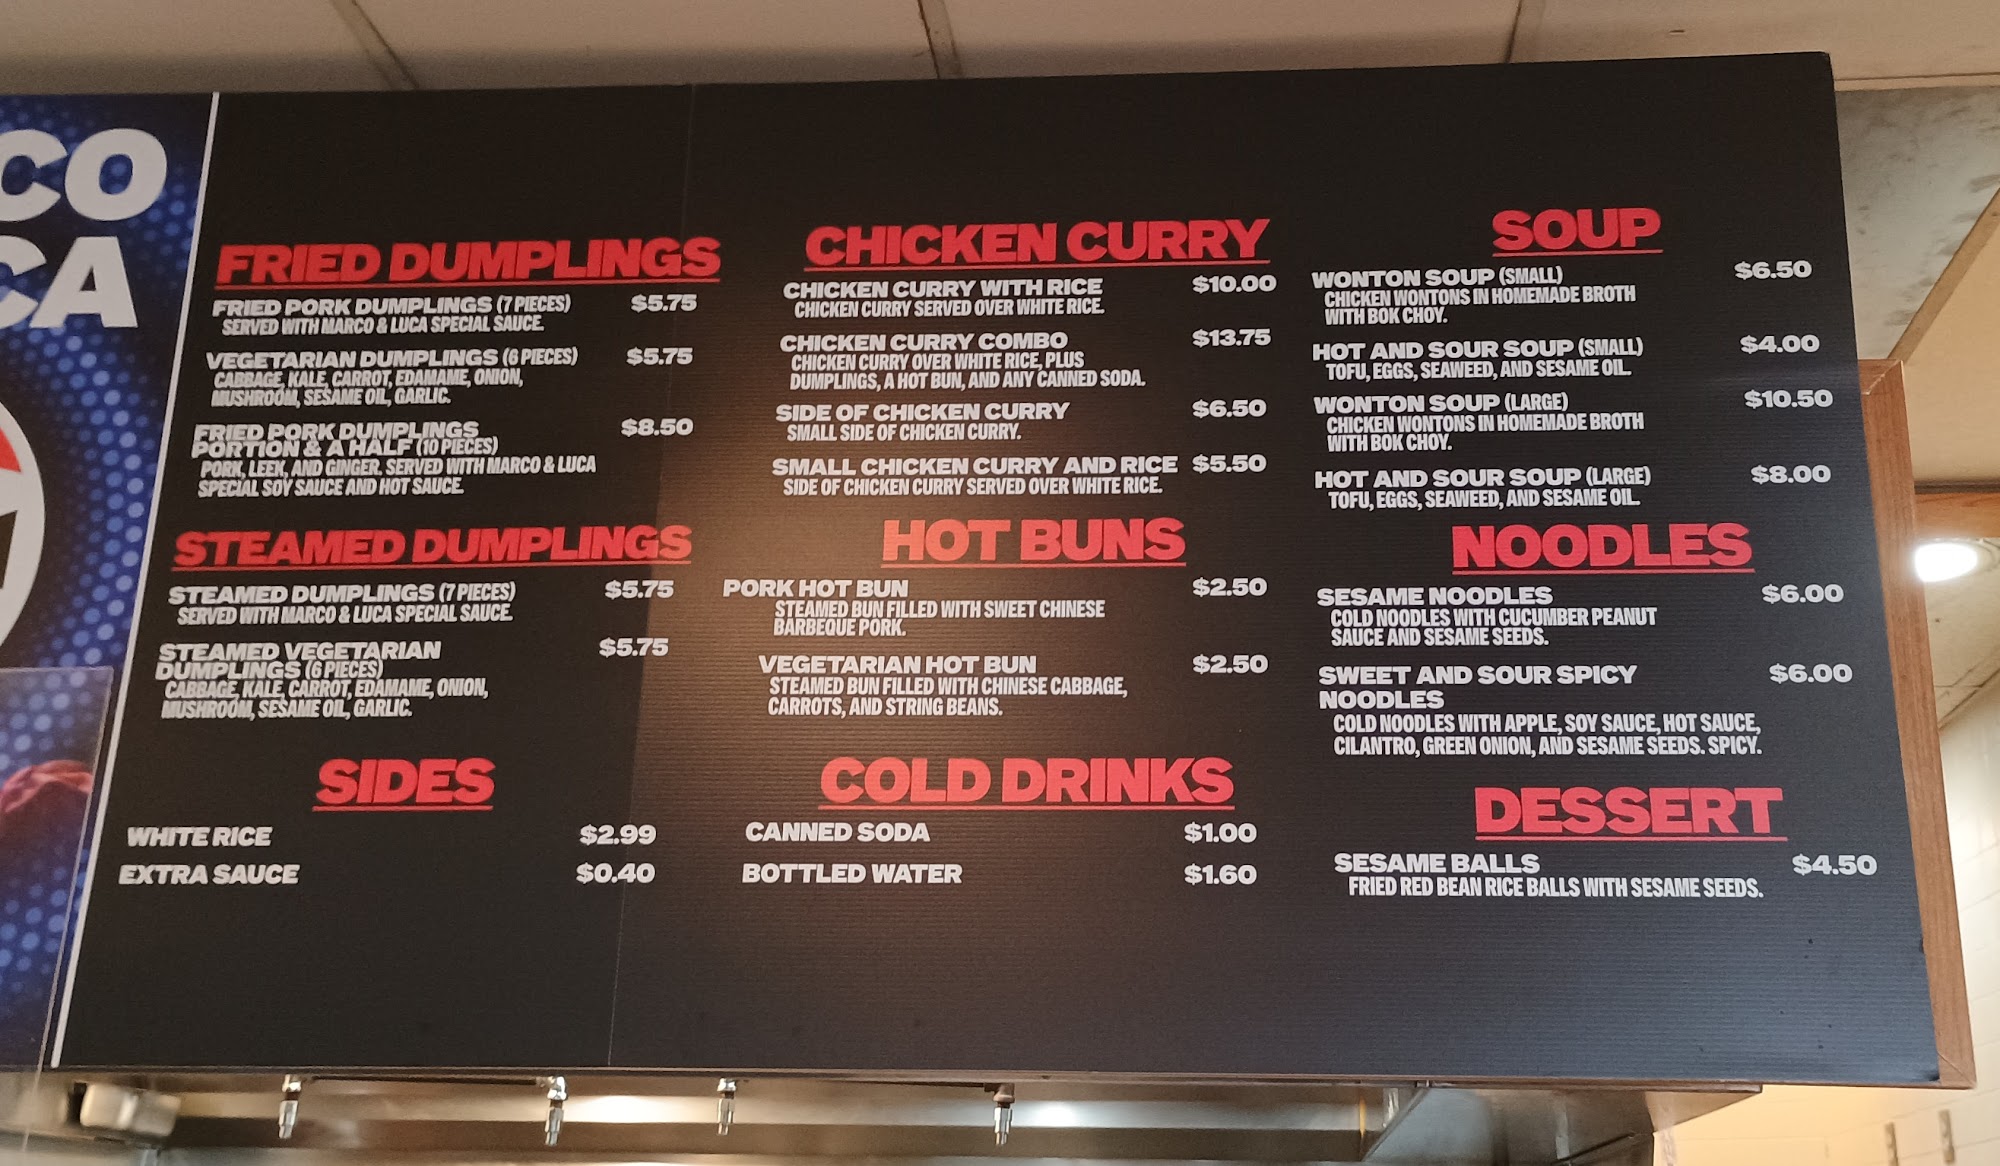 CO
CA
FRIED DUMPLINGS
FRIED PORK DUMPLINGS (7 PIECES) $5.75
SERVED WITH MARCO & LUCA SPECIAL SAUCE.
VEGETARIAN DUMPLINGS (6 PIECES) $5.75
CABBAGE, KALE, CARROT, EDAMAME, ONION,
MUSHROOM, SESAME OIL, GARLIC.
FRIED PORK DUMPLINGS $8.50
PORTION & A HALF (10 PIECES)
PORK, LEEK, AND GINGER. SERVED WITH MARCO & LUCA
SPECIAL SOY SAUCE AND HOT SAUCE.
STEAMED DUMPLINGS
STEAMED DUMPLINGS (7 PIECES) $5.75
SERVED WITH MARCO & LUCA SPECIAL SAUCE.
STEAMED VEGETARIAN $5.75
DUMPLINGS (6 PIECES)
CABBAGE, KALE, CARROT, EDAMAME, ONION,
MUSHROOM, SESAME OIL, GARLIC.
SIDES
WHITE RICE $2.99
EXTRA SAUCE $0.40
CHICKEN CURRY
CHICKEN CURRY WITH RICE $10.00
CHICKEN CURRY SERVED OVER WHITE RICE.
CHICKEN CURRY COMBO $13.75
CHICKEN CURRY OVER WHITE RICE, PLUS
DUMPLINGS, A HOT BUN, AND ANY CANNED SODA.
SIDE OF CHICKEN CURRY $6.50
SMALL SIDE OF CHICKEN CURRY.
SMALL CHICKEN CURRY AND RICE $5.50
SIDE OF CHICKEN CURRY SERVED OVER WHITE RICE.
HOT BUNS
PORK HOT BUN $2.50
STEAMED BUN FILLED WITH SWEET CHINESE
BARBEQUE PORK.
VEGETARIAN HOT BUN $2.50
STEAMED BUN FILLED WITH CHINESE CABBAGE,
CARROTS, AND STRING BEANS.
COLD DRINKS
CANNED SODA $1.00
BOTTLED WATER $1.60
SOUP
WONTON SOUP (SMALL) $6.50
CHICKEN WONTONS IN HOMEMADE BROTH
WITH BOK CHOY.
HOT AND SOUR SOUP (SMALL) $4.00
TOFU, EGGS, SEAWEED, AND SESAME OIL.
WONTON SOUP (LARGE) $10.50
CHICKEN WONTONS IN HOMEMADE BROTH
WITH BOK CHOY.
HOT AND SOUR SOUP (LARGE) $8.00
TOFU, EGGS, SEAWEED, AND SESAME OIL.
NOODLES
SESAME NOODLES $6.00
COLD NOODLES WITH CUCUMBER PEANUT
SAUCE AND SESAME SEEDS.
SWEET AND SOUR SPICY $6.00
NOODLES
COLD NOODLES WITH APPLE, SOY SAUCE, HOT SAUCE,
CILANTRO, GREEN ONION, AND SESAME SEEDS. SPICY.
DESSERT
SESAME BALLS $4.50
FRIED RED BEAN RICE BALLS WITH SESAME SEEDS.